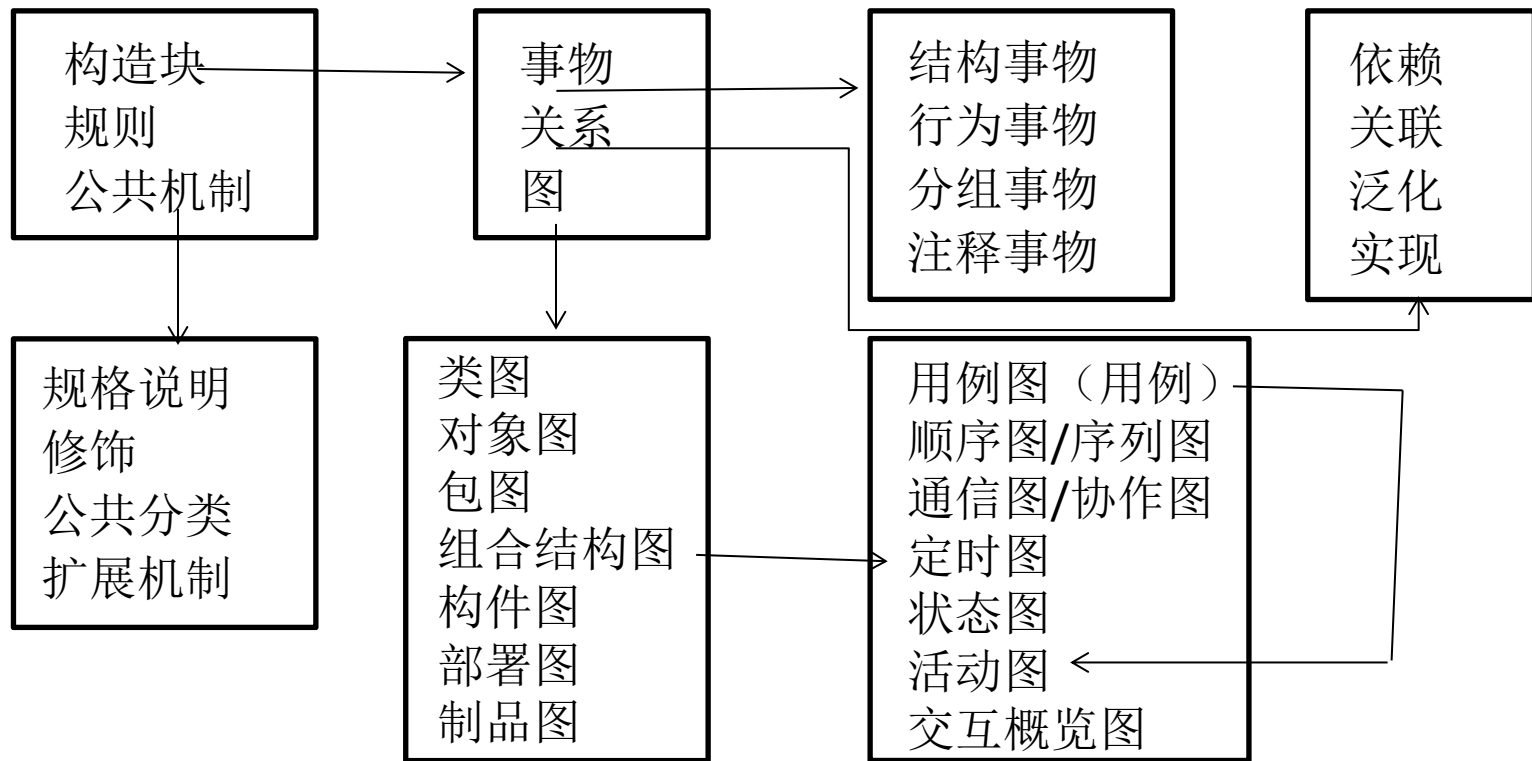 构造块
规则
公共机制
事物
关系
图
结构事物
行为事物
分组事物
注释事物
依赖
关联
泛化
实现
规格说明
修饰
公共分类
扩展机制
类图
对象图
包图
组合结构图
构件图
部署图
制品图
用例图（用例）
顺序图/序列图
通信图/协作图
定时图
状态图
活动图
交互概览图